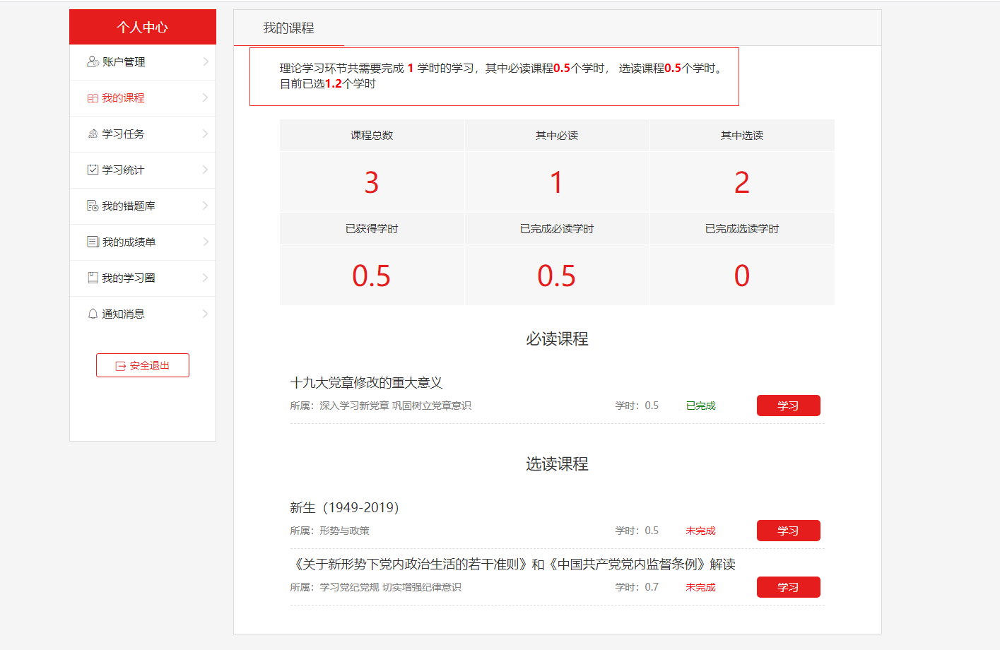 个人中心
账户管理
我的课程
学习任务
学习统计
我的错题库
我的成绩单
我的学习圈
通知消息
安全退出
我的课程
理论学习环节共需要完成 1 学时的学习，其中必读课程0.5个学时， 选读课程0.5个学时。
目前已选1.2个学时
课程总数 其中必读 其中选读
3 1 2
已获得学时 已完成必读学时 已完成选读学时
0.5 0.5 0
必读课程
十九大党章修改的重大意义
所属：深入学习新党章 巩固树立党章意识 学时：0.5 已完成 学习
选读课程
新生（1949-2019）
所属：形势与政策 学时：0.5 未完成 学习
《关于新形势下党内政治生活的若干准则》和《中国共产党党内监督条例》解读
所属：学习党纪党规 切实增强纪律意识 学时：0.7 未完成 学习